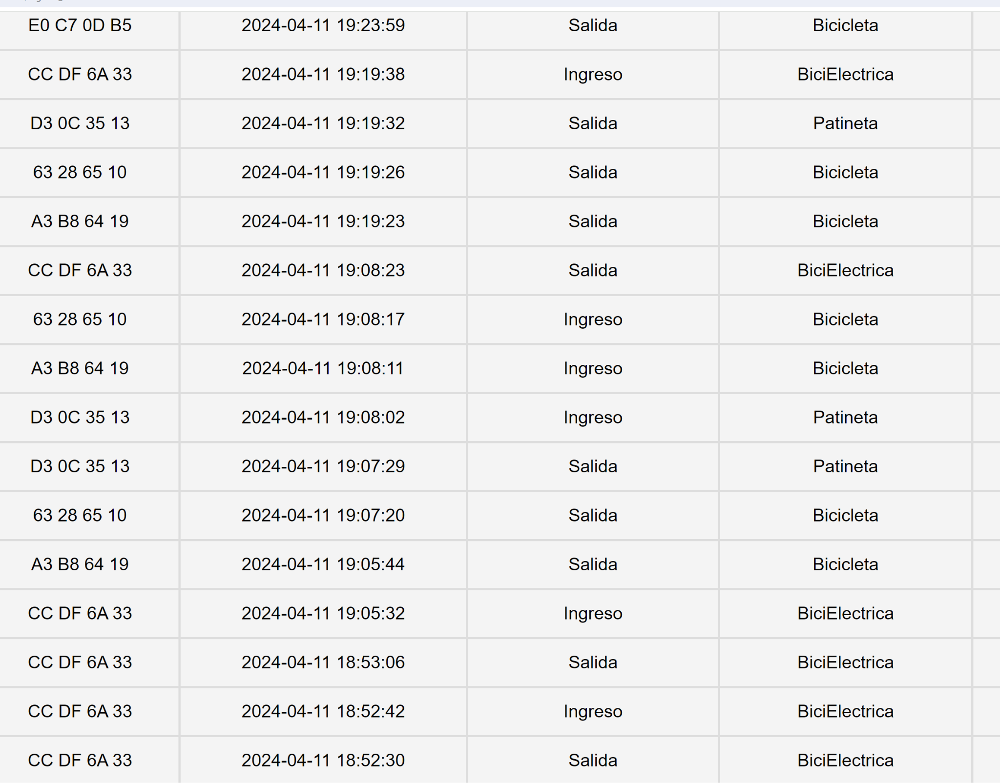 E0 C7 0D B5 2024-04-11 19:23:59 Salida Bicicleta
CC DF 6A 33 2024-04-11 19:19:38 Ingreso BiciElectrica
D3 0C 35 13 2024-04-11 19:19:32 Salida Patineta
63 28 65 10 2024-04-11 19:19:26 Salida Bicicleta
A3 B8 64 19 2024-04-11 19:19:23 Salida Bicicleta
CC DF 6A 33 2024-04-11 19:08:23 Salida BiciElectrica
63 28 65 10 2024-04-11 19:08:17 Ingreso Bicicleta
A3 B8 64 19 2024-04-11 19:08:11 Ingreso Bicicleta
D3 0C 35 13 2024-04-11 19:08:02 Ingreso Patineta
D3 0C 35 13 2024-04-11 19:07:29 Salida Patineta
63 28 65 10 2024-04-11 19:07:20 Salida Bicicleta
A3 B8 64 19 2024-04-11 19:05:44 Salida Bicicleta
CC DF 6A 33 2024-04-11 19:05:32 Ingreso BiciElectrica
CC DF 6A 33 2024-04-11 18:53:06 Salida BiciElectrica
CC DF 6A 33 2024-04-11 18:52:42 Ingreso BiciElectrica
CC DF 6A 33 2024-04-11 18:52:30 Salida BiciElectrica